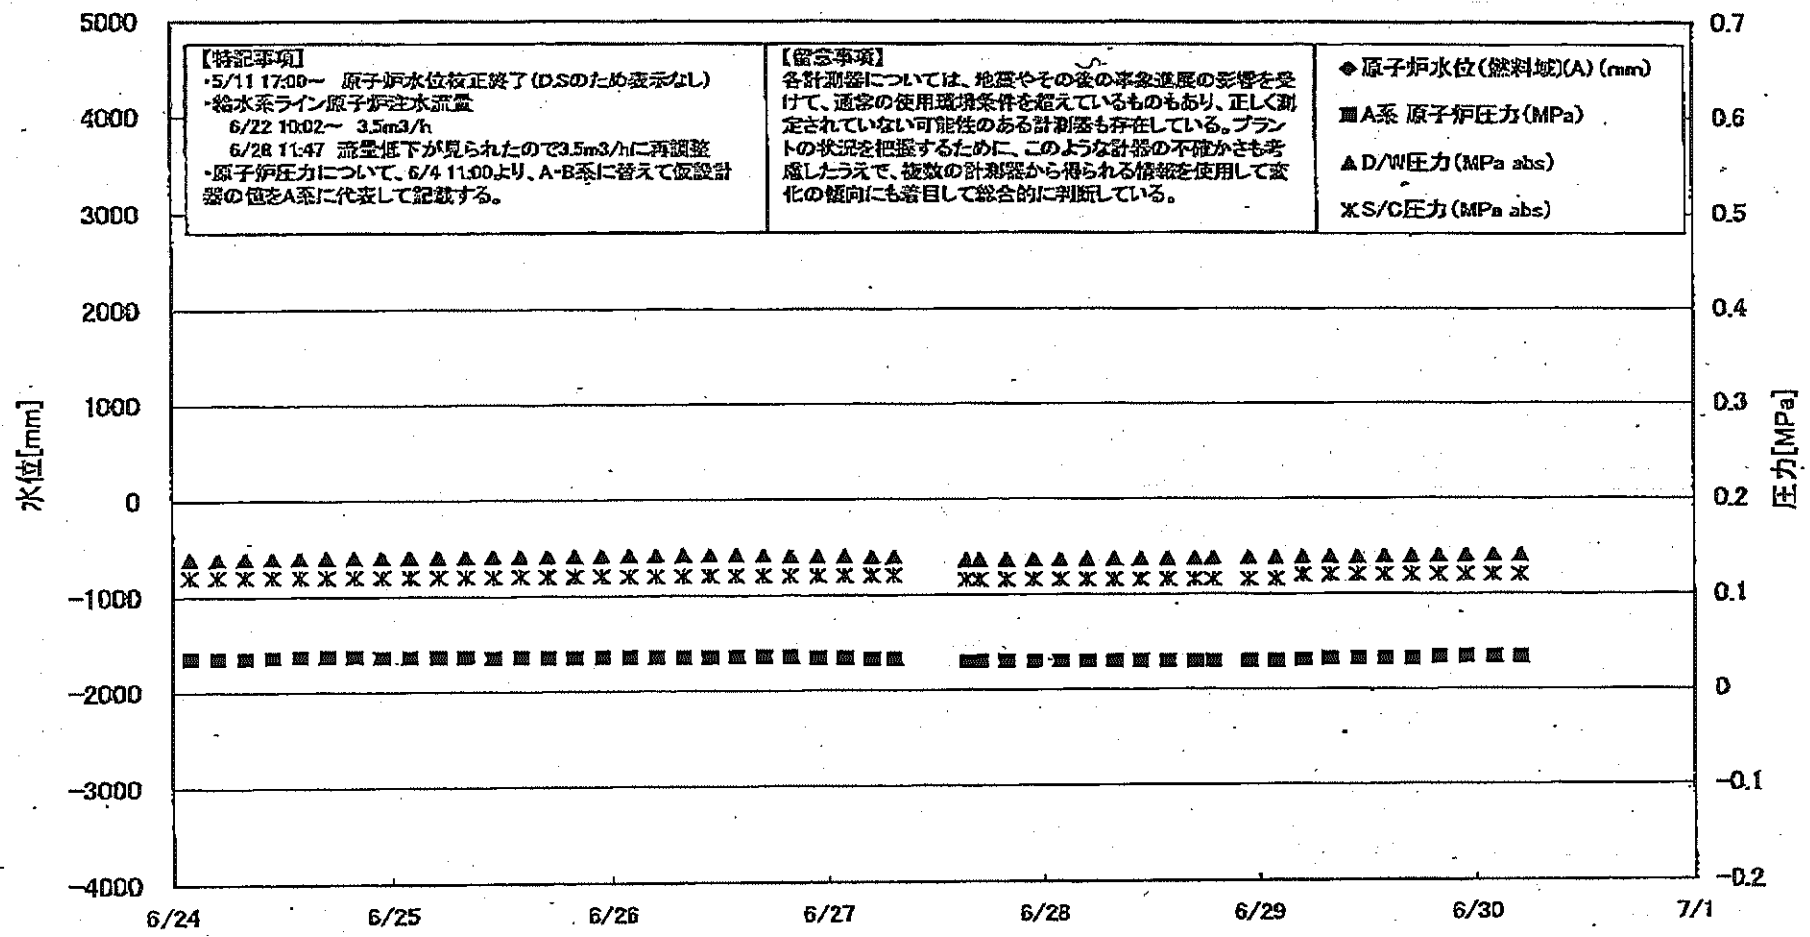 5000
4000
3000
2000
1000
0
-1000
-2000
-3000
-4000
水位[mm]
【特記事項】
・5/11 17:00～ 原子炉水位校正終了(D.Sのため表示なし)
・給水系ライン原子炉注水流量
6/22 10:02～ 3.5m3/h
6/28 11:47 流量低下が見られたので3.5m3/hに再調整
・原子炉圧力について、6/4 11:00より、A・B系に替えて仮設計
器の値をA系に代表して記載する。
【留意事項】
各計測器については、地震やその後の事象進展の影響を受
けて、通常の使用環境条件を超えているものもあり、正しく測
定されていない可能性のある計測器も存在している。プラン
トの状況を把握するために、このような計器の不確かさも考
慮したうえで、複数の計測器から得られる情報を使用して変
化の傾向にも着目して総合的に判断している。
◆原子炉水位(燃料域)(A)(mm)
■A系 原子炉圧力(MPa)
▲D/W圧力(MPa abs)
ӾS/C圧力(MPa abs)
0.7
0.6
0.5
0.4
0.3
0.2
0.1
0
-0.1
-0.2
圧力[MPa]
6/24
6/25
6/26
6/27
6/28
6/29
6/30
7/1